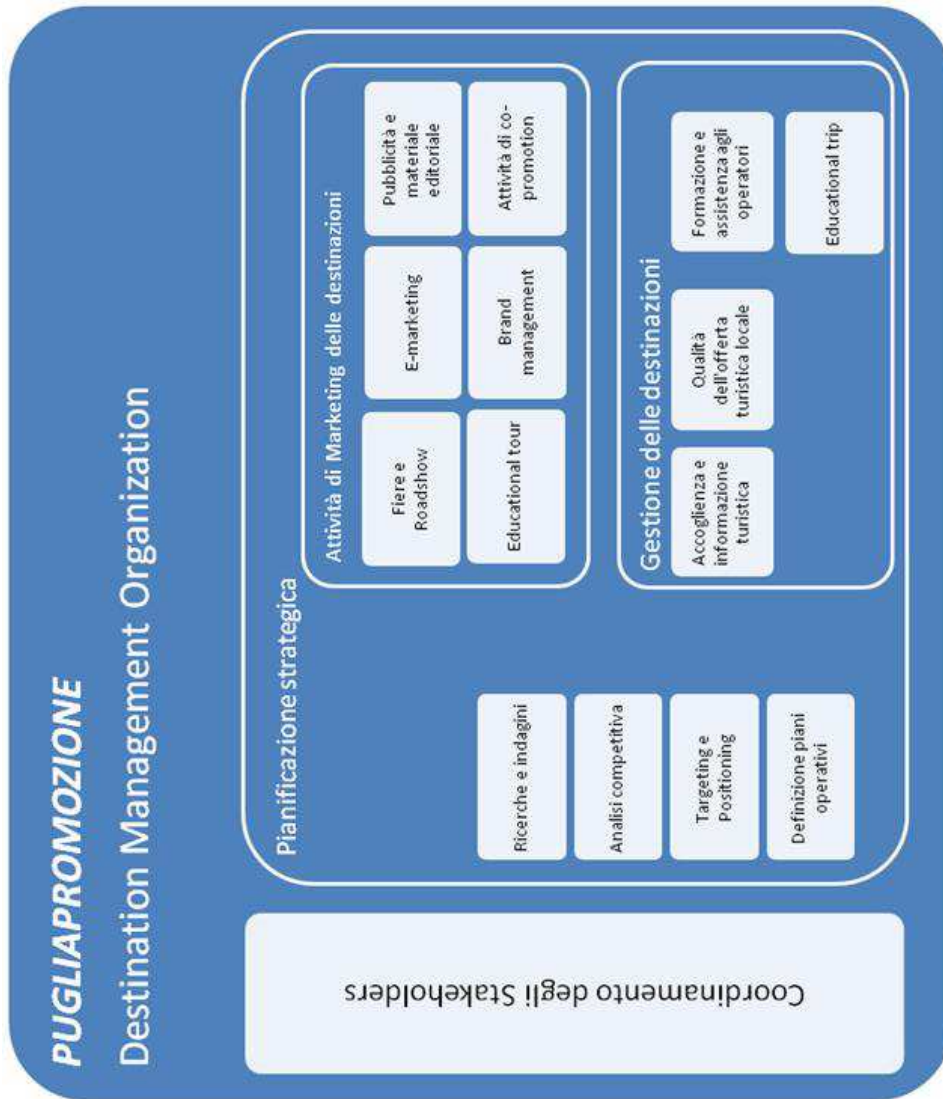 PUGLIAPROMOZIONE
Destination Management Organization
Coordinamento degli Stakeholders
Pianificazione strategica
Ricerche e indagini
Analisi competitiva
Targeting e
Positioning
Definizione piani
operativi
Attività di Marketing delle destinazioni
Fiere e
Roadshow
E-marketing
Pubblicità e
materiale
editoriale
Educational tour
Brand
management
Attività di co-
promotion
Gestione delle destinazioni
Accoglienza e
informazione
turistica
Qualità
dell'offerta
turistica locale
Formazione e
assistenza agli
operatori
Educational trip